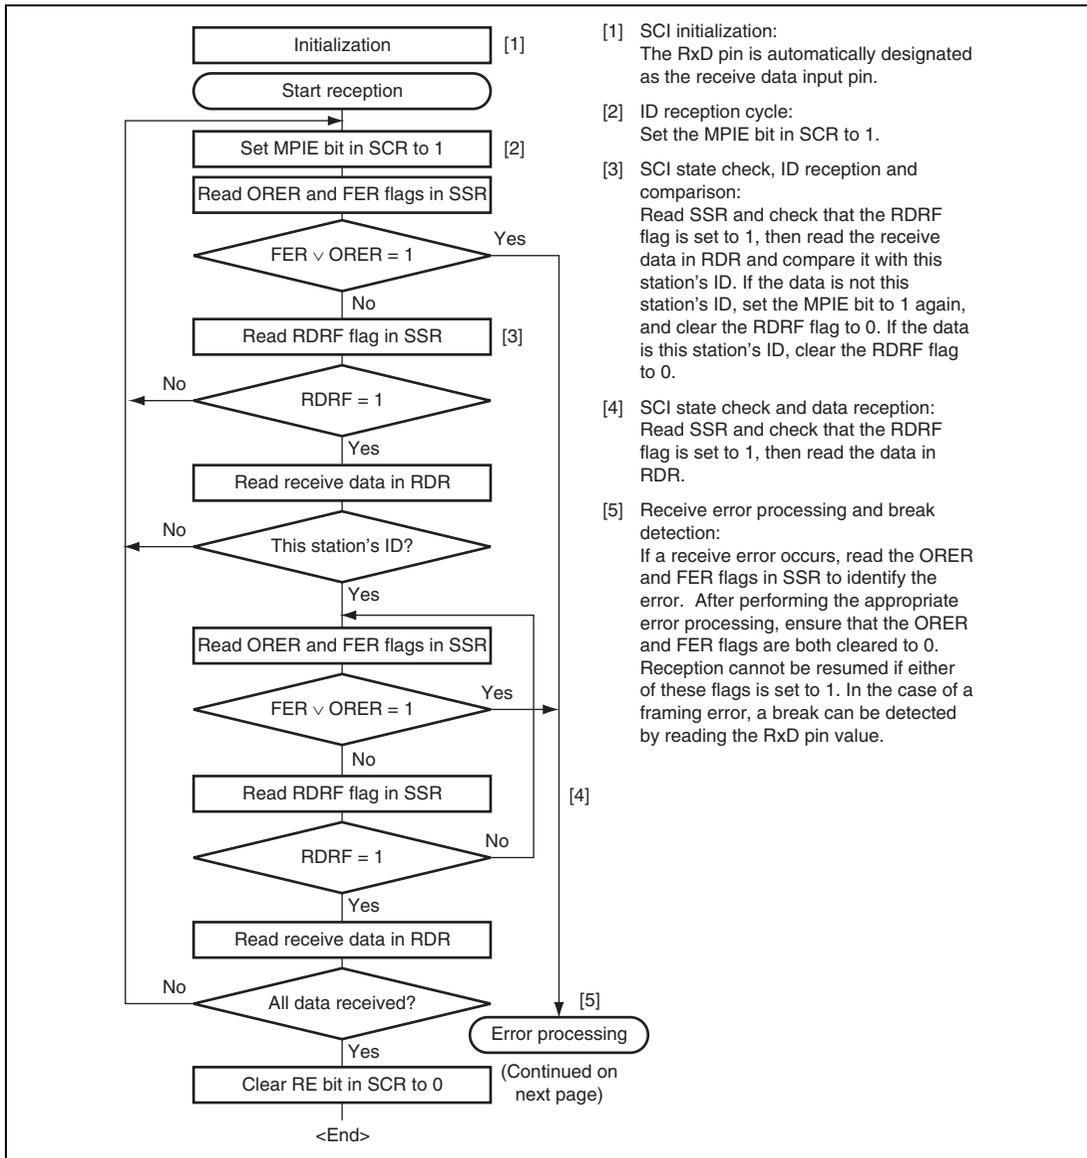 Initialization
[1]
Start reception
Set MPIE bit in SCR to 1
[2]
Read ORER and FER flags in SSR
FER ∨ ORER = 1
Yes
No
Read RDRF flag in SSR
[3]
RDRF = 1
No
Yes
Read receive data in RDR
This station's ID?
No
Yes
Read ORER and FER flags in SSR
FER ∨ ORER = 1
Yes
No
Read RDRF flag in SSR
[4]
RDRF = 1
No
Yes
Read receive data in RDR
All data received?
No
Yes
[5]
Error processing
(Continued on
next page)
Clear RE bit in SCR to 0
<End>
[1] SCI initialization:
The RxD pin is automatically designated
as the receive data input pin.
[2] ID reception cycle:
Set the MPIE bit in SCR to 1.
[3] SCI state check, ID reception and
comparison:
Read SSR and check that the RDRF
flag is set to 1, then read the receive
data in RDR and compare it with this
station's ID. If the data is not this
station's ID, set the MPIE bit to 1 again,
and clear the RDRF flag to 0. If the data
is this station's ID, clear the RDRF flag
to 0.
[4] SCI state check and data reception:
Read SSR and check that the RDRF
flag is set to 1, then read the data in
RDR.
[5] Receive error processing and break
detection:
If a receive error occurs, read the ORER
and FER flags in SSR to identify the
error. After performing the appropriate
error processing, ensure that the ORER
and FER flags are both cleared to 0.
Reception cannot be resumed if either
of these flags is set to 1. In the case of a
framing error, a break can be detected
by reading the RxD pin value.